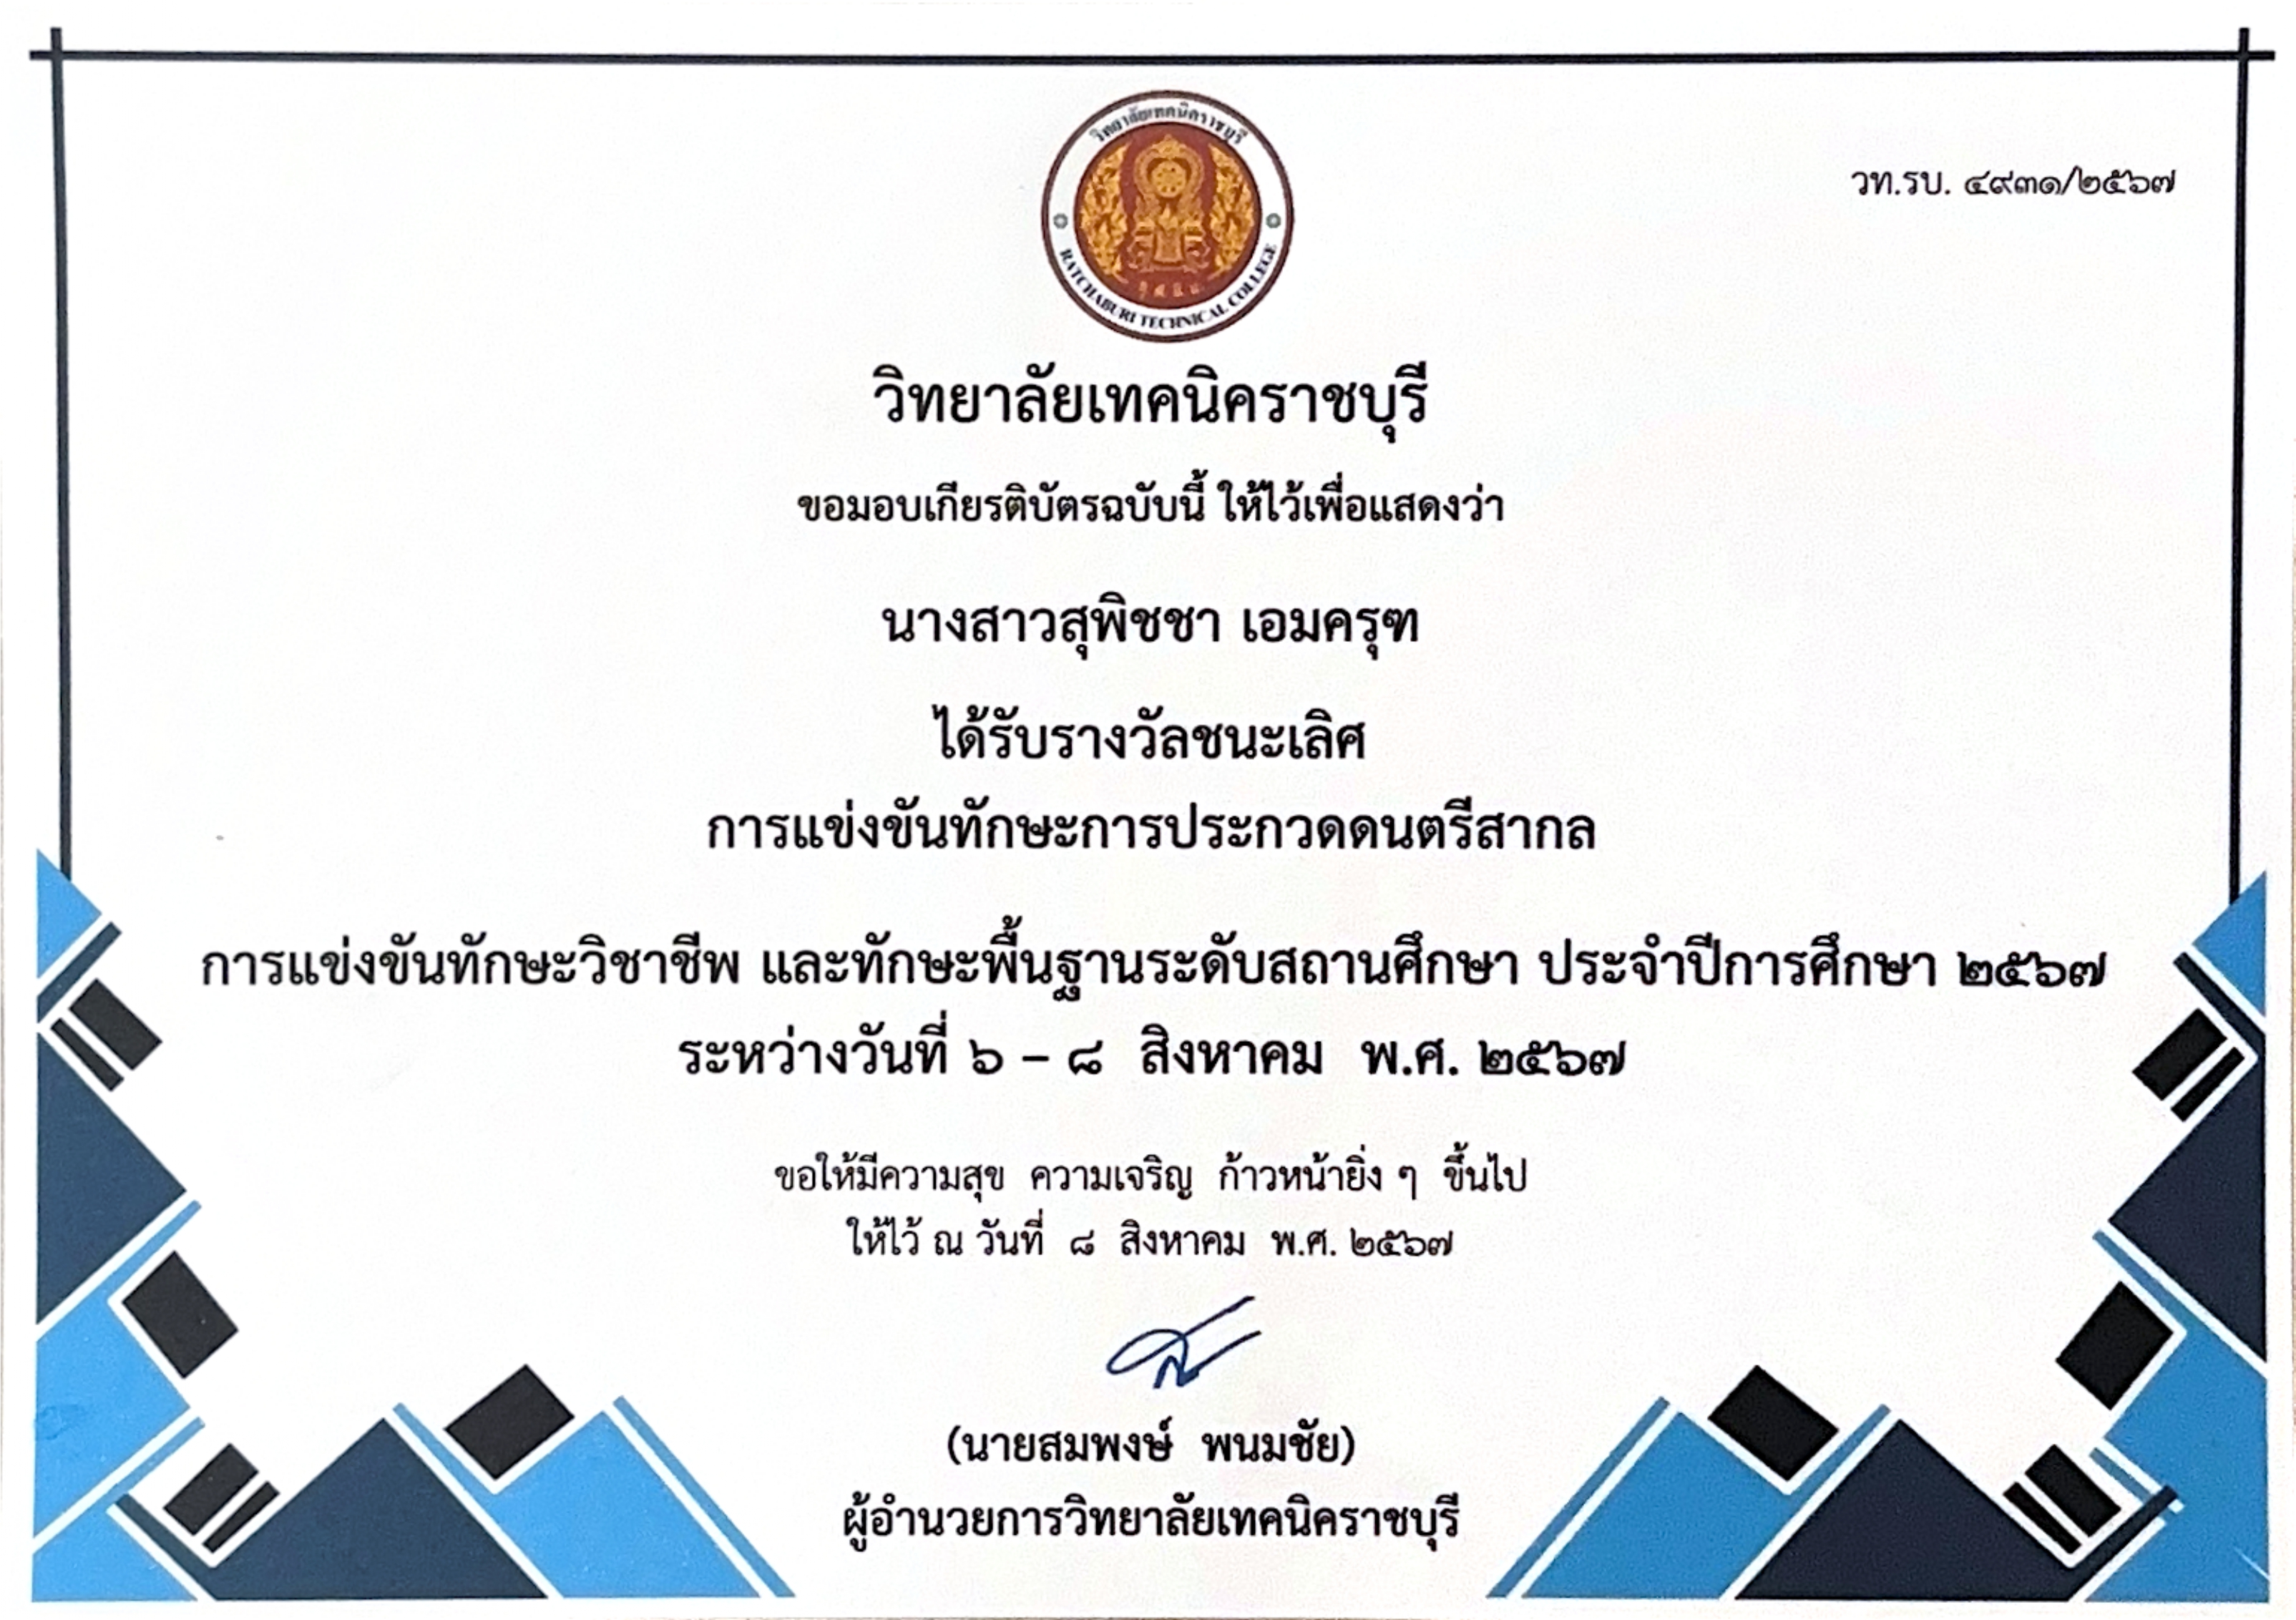 วิทยาลัยเทคนิคราชบุรี
RATCHABURI TECHNICAL COLLEGE
วท.รบ. ๔๙๓๑/๒๕๖๗
วิทยาลัยเทคนิคราชบุรี
ขอมอบเกียรติบัตรฉบับนี้ ให้ไว้เพื่อแสดงว่า
นางสาวสุพิชชา เอมครุฑ
ได้รับรางวัลชนะเลิศ
การแข่งขันทักษะการประกวดดนตรีสากล
การแข่งขันทักษะวิชาชีพ และทักษะพื้นฐานระดับสถานศึกษา ประจำปีการศึกษา ๒๕๖๗
ระหว่างวันที่ ๖ – ๘ สิงหาคม พ.ศ. ๒๕๖๗
ขอให้มีความสุข ความเจริญ ก้าวหน้ายิ่ง ๆ ขึ้นไป
ให้ไว้ ณ วันที่ ๘ สิงหาคม พ.ศ. ๒๕๖๗
(นายสมพงษ์ พนมชัย)
ผู้อำนวยการวิทยาลัยเทคนิคราชบุรี